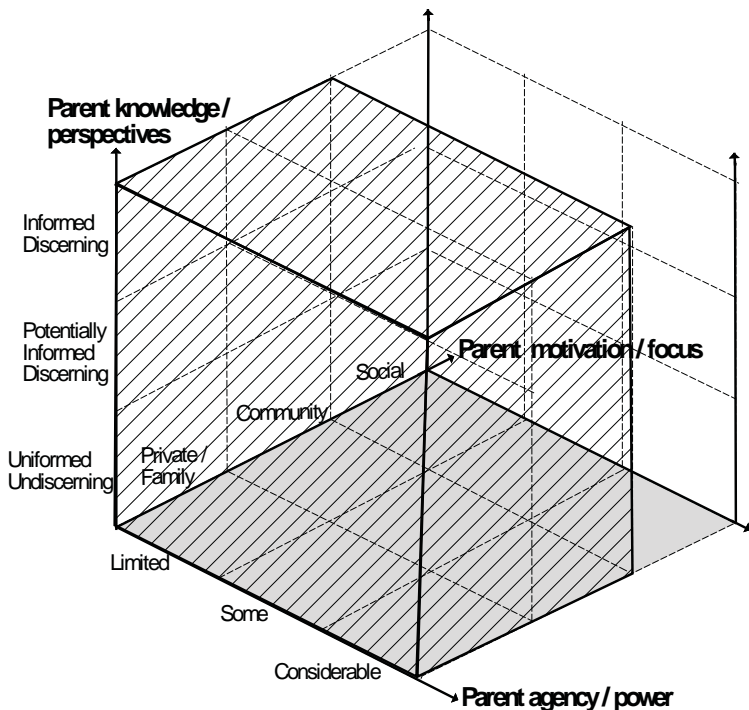 Parent knowledge /
perspectives
Informed
Discerning
Potentially
Informed
Discerning
Parent motivation / focus
Social
Community
Private /
Family
Uniformed
Undiscerning
Limited
Some
Considerable
Parent agency / power